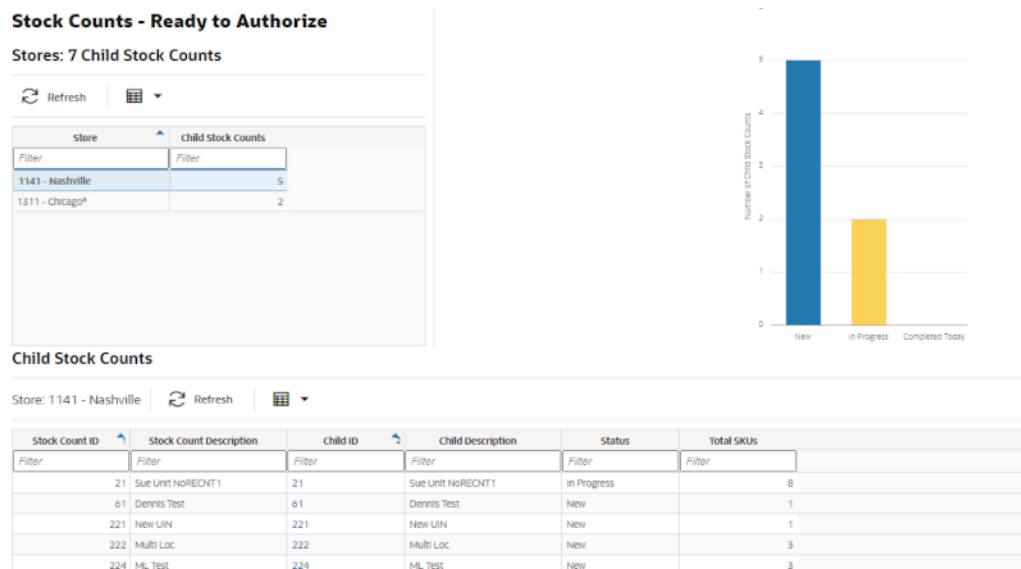 Stock Counts - Ready to Authorize
Stores: 7 Child Stock Counts
Refresh
Store Child Stock Counts
Filter Filter
1141 - Nashville 5
1311 - Chicago* 2
Number of Child Stock Counts
5
4
3
2
1
0
New In Progress Completed Today
Child Stock Counts
Store: 1141 - Nashville Refresh
Stock Count ID 1 Stock Count Description Child ID 2 Child Description Status Total SKUs
Filter Filter Filter Filter Filter Filter
21 Sue Unit NoRECNT1 21 Sue Unit NoRECNT1 In Progress 8
61 Dennis Test 61 Dennis Test New 1
221 New UIN 221 New UIN New 1
222 Multi Loc 222 Multi Loc New 3
224 ML Test 224 ML Test New 3